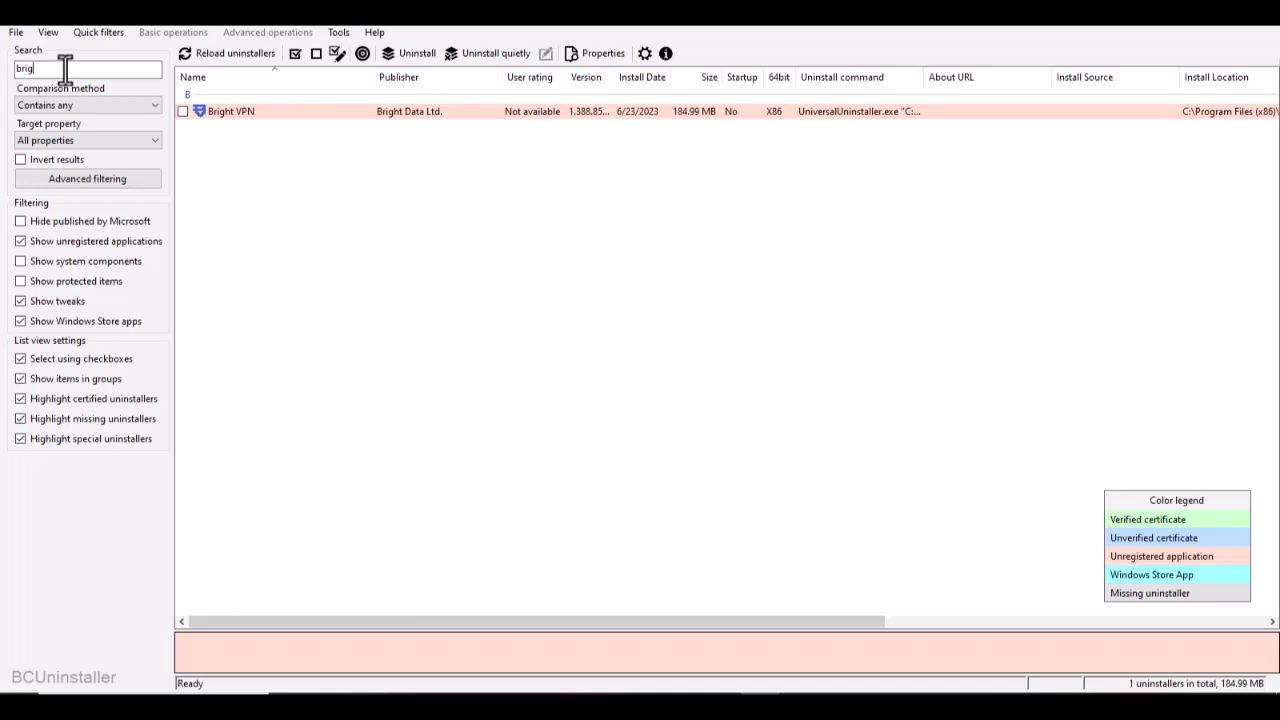 File View Quick filters Basic operations Advanced operations Tools Help
Search
brig
Comparison method
Contains any
Target property
All properties
Invert results
Advanced filtering
Filtering
Hide published by Microsoft
Show unregistered applications
Show system components
Show protected items
Show tweaks
Show Windows Store apps
List view settings
Select using checkboxes
Show items in groups
Highlight certified uninstallers
Highlight missing uninstallers
Highlight special uninstallers
BCUninstaller
Reload uninstallers Uninstall Uninstall quietly Properties
Name Publisher User rating Version Install Date Size Startup 64bit Uninstall command About URL Install Source Install Location
B
Bright VPN Bright Data Ltd. Not available 1.388.85... 6/23/2023 184.99 MB No X86 UniversalUninstaller.exe "C:... C:\Program Files (x86)\
Color legend
Verified certificate
Unverified certificate
Unregistered application
Windows Store App
Missing uninstaller
Ready 1 uninstallers in total, 184.99 MB